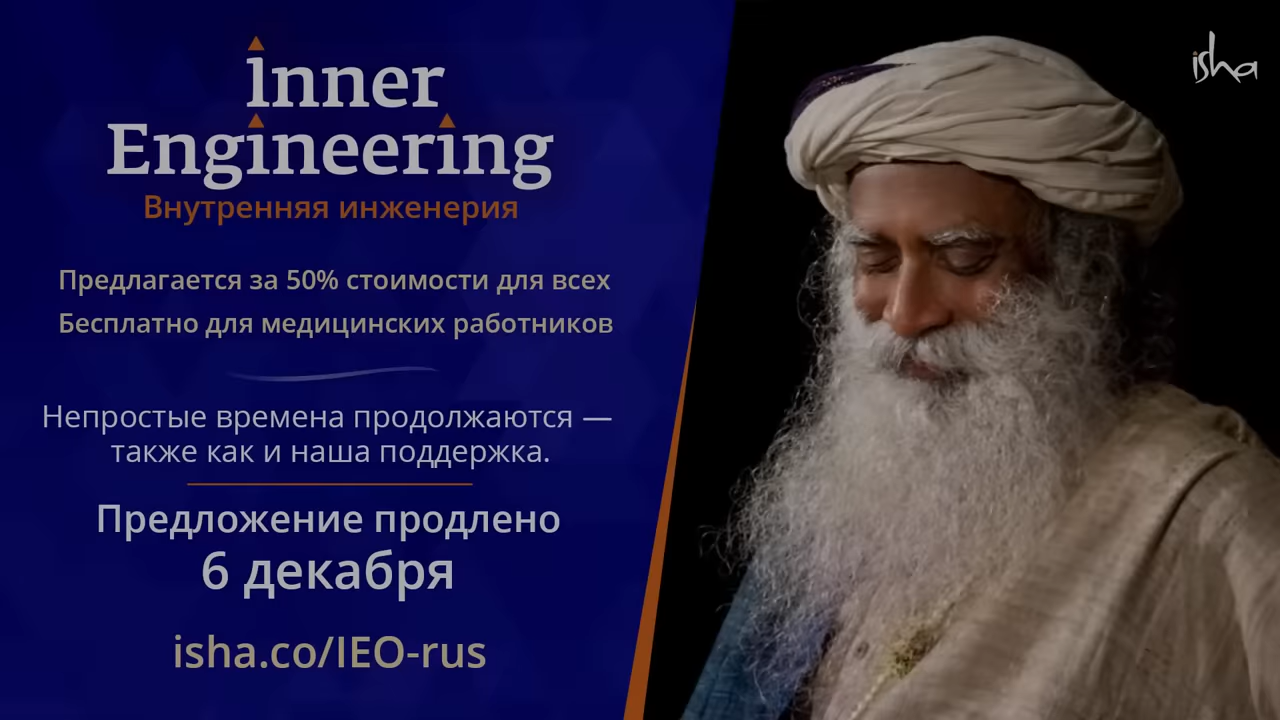 inner
Engineering
Внутренняя инженерия
Предлагается за 50% стоимости для всех
Бесплатно для медицинских работников
Непростые времена продолжаются —
также как и наша поддержка.
Предложение продлено
6 декабря
isha.co/IEO-rus
isha